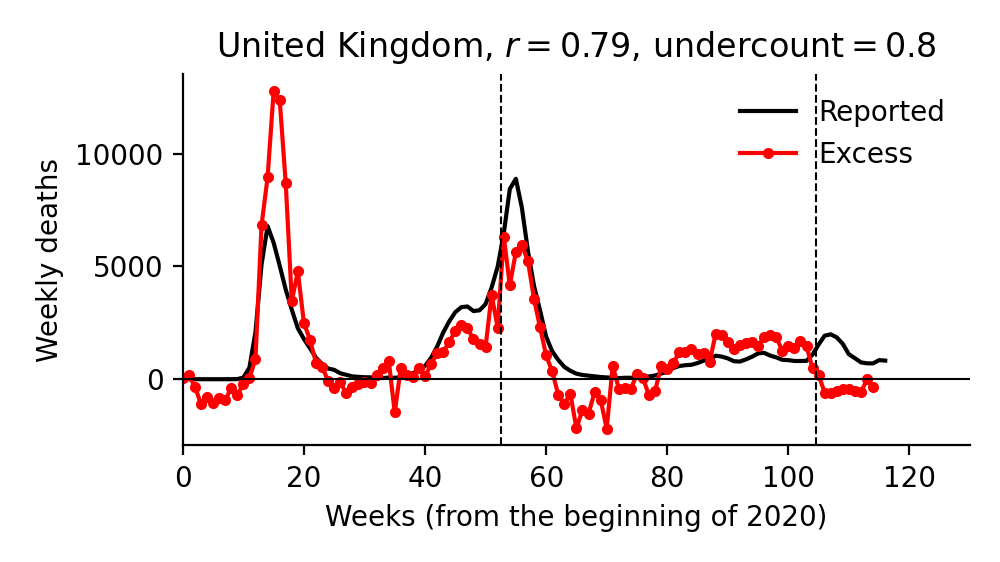 United Kingdom, r = 0.79, undercount = 0.8
Reported
Excess
Weekly deaths
10000
5000
0
0 20 40 60 80 100 120
Weeks (from the beginning of 2020)